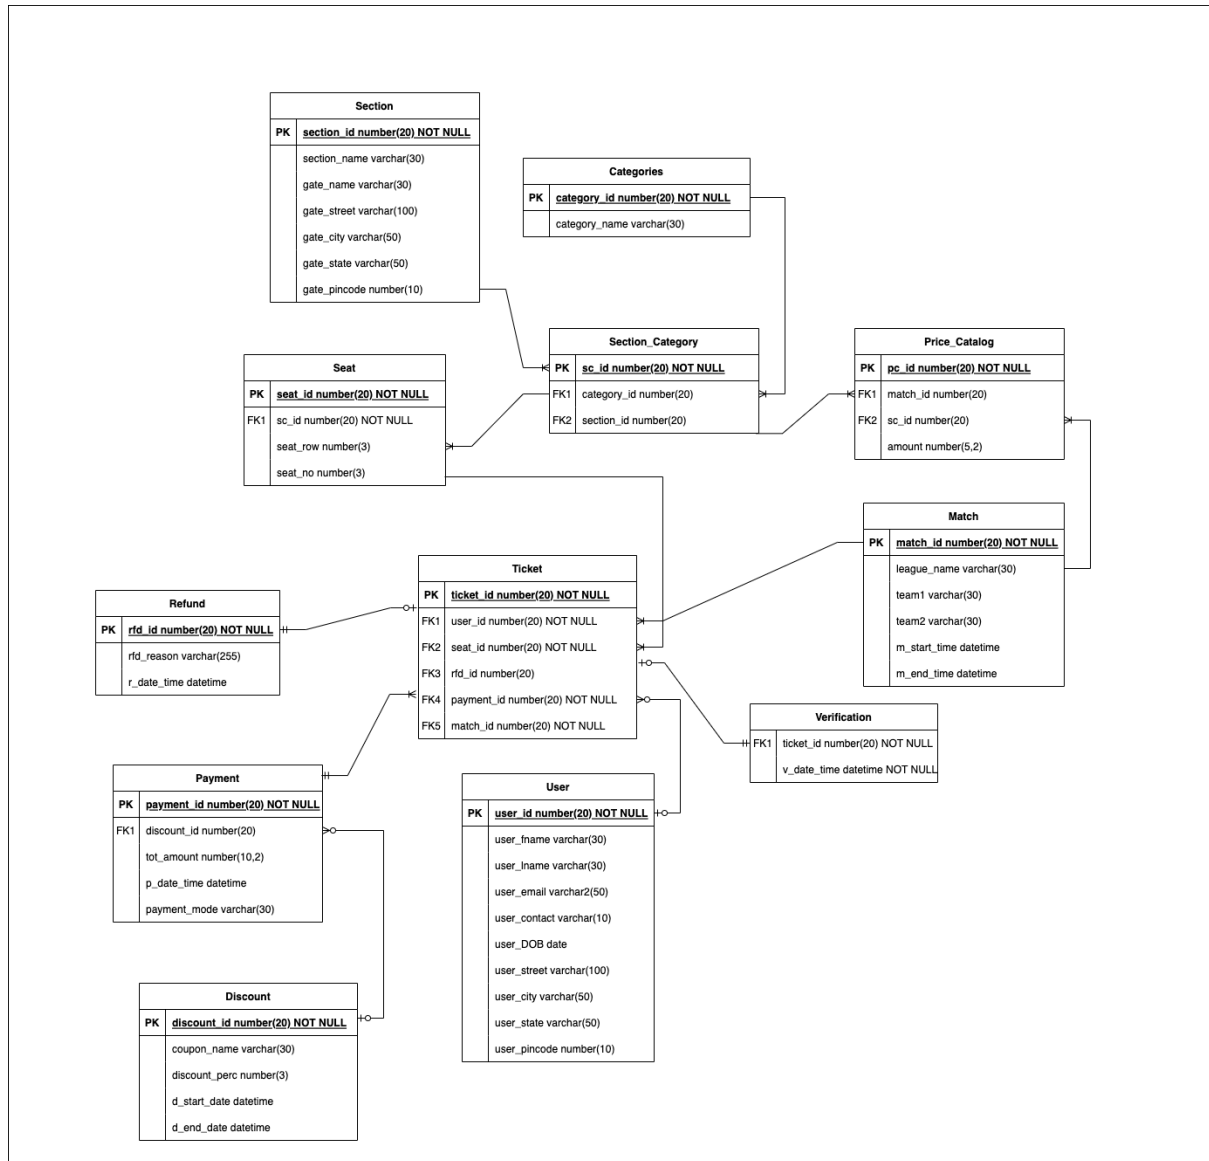 Section
PK section_id number(20) NOT NULL
section_name varchar(30)
gate_name varchar(30)
gate_street varchar(100)
gate_city varchar(50)
gate_state varchar(50)
gate_pincode number(10)
Categories
PK category_id number(20) NOT NULL
category_name varchar(30)
Section_Category
PK sc_id number(20) NOT NULL
FK1 category_id number(20)
FK2 section_id number(20)
Price_Catalog
PK pc_id number(20) NOT NULL
FK1 match_id number(20)
FK2 sc_id number(20)
amount number(5,2)
Seat
PK seat_id number(20) NOT NULL
FK1 sc_id number(20) NOT NULL
seat_row number(3)
seat_no number(3)
Match
PK match_id number(20) NOT NULL
league_name varchar(30)
team1 varchar(30)
team2 varchar(30)
m_start_time datetime
m_end_time datetime
Ticket
PK ticket_id number(20) NOT NULL
FK1 user_id number(20) NOT NULL
FK2 seat_id number(20) NOT NULL
FK3 rfd_id number(20)
FK4 payment_id number(20) NOT NULL
FK5 match_id number(20) NOT NULL
Refund
PK rfd_id number(20) NOT NULL
rfd_reason varchar(255)
r_date_time datetime
Verification
FK1 ticket_id number(20) NOT NULL
v_date_time datetime NOT NULL
Payment
PK payment_id number(20) NOT NULL
FK1 discount_id number(20)
tot_amount number(10,2)
p_date_time datetime
payment_mode varchar(30)
User
PK user_id number(20) NOT NULL
user_fname varchar(30)
user_lname varchar(30)
user_email varchar2(50)
user_contact varchar(10)
user_DOB date
user_street varchar(100)
user_city varchar(50)
user_state varchar(50)
user_pincode number(10)
Discount
PK discount_id number(20) NOT NULL
coupon_name varchar(30)
discount_perc number(3)
d_start_date datetime
d_end_date datetime